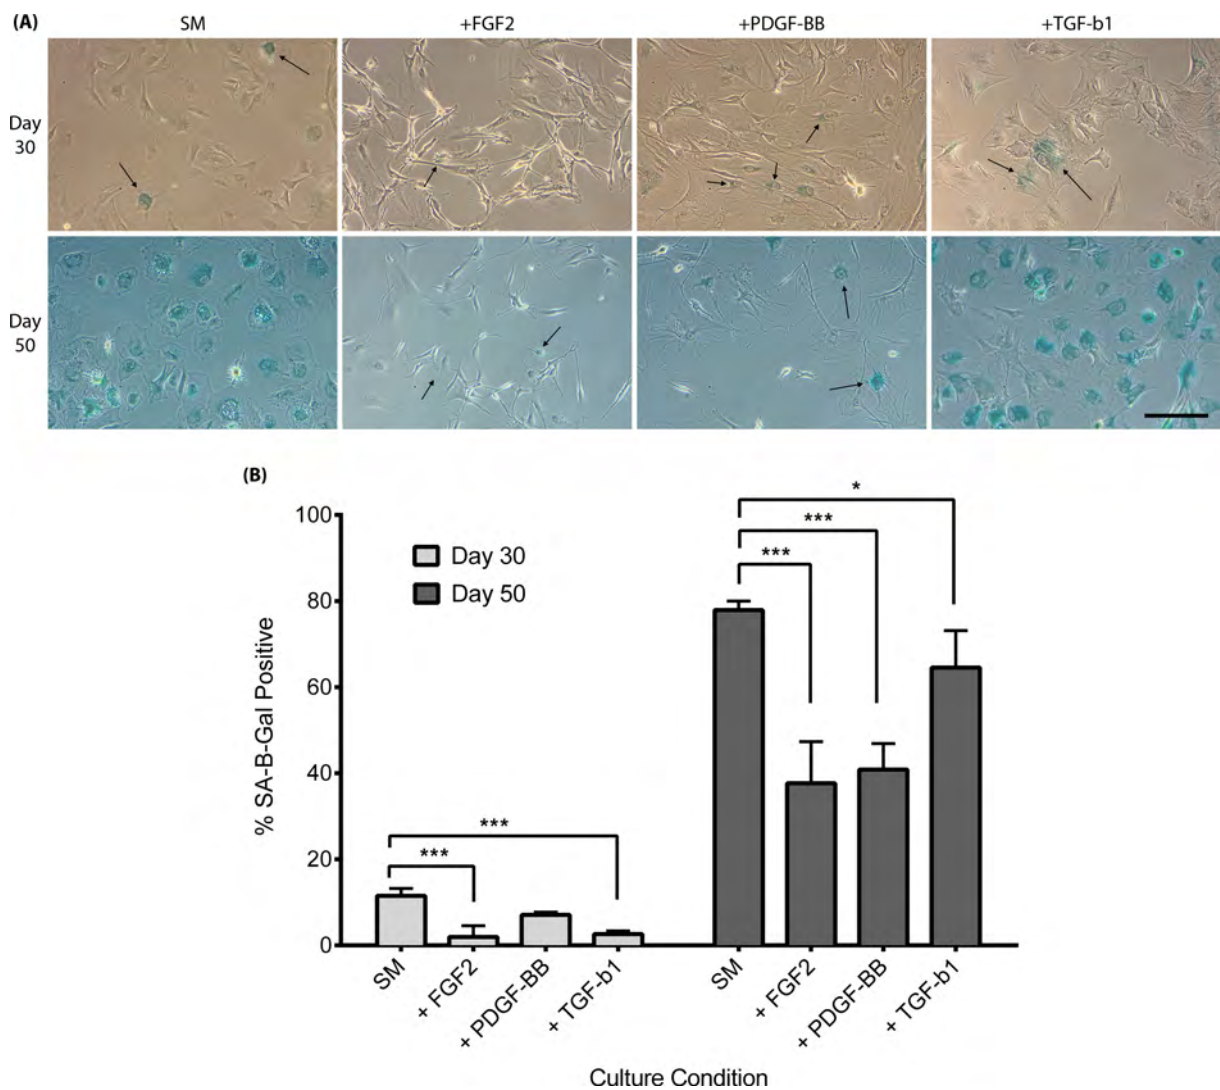 (A)
SM
+FGF2
+PDGF-BB
+TGF-b1
Day
30
Day
50
(B)
100
80
60
40
20
0
% SA-B-Gal Positive
Day 30
Day 50
***
***
***
***
*
SM
+ FGF2
+ PDGF-BB
+ TGF-b1
SM
+ FGF2
+ PDGF-BB
+ TGF-b1
Culture Condition